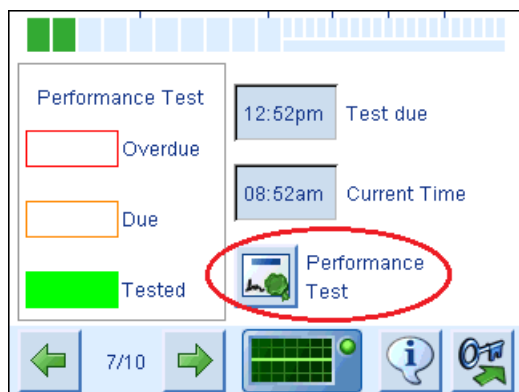 Performance Test
Overdue
Due
Tested
12:52pm Test due
08:52am Current Time
Performance
Test
7/10